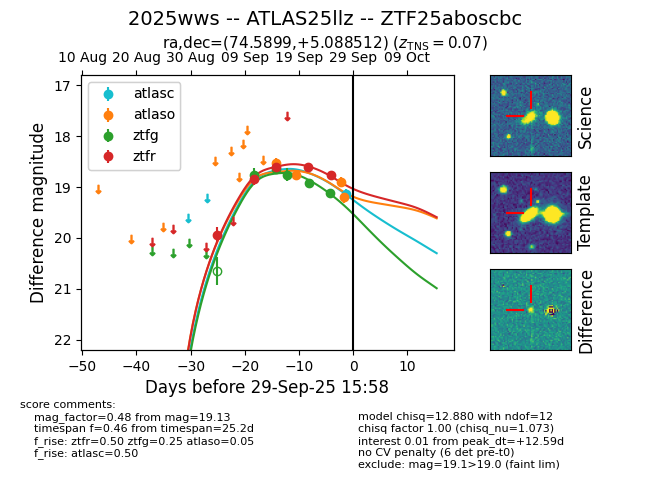 2025wws -- ATLAS25llz -- ZTF25aboscbc
ra,dec=(74.5899,+5.088512) (z_TNS = 0.07)
10 Aug 20 Aug 30 Aug 09 Sep 19 Sep 29 Sep 09 Oct
17
18
19
20
21
22
Difference magnitude
atlasc
atlaso
ztfg
ztfr
−50 −40 −30 −20 −10 0 10
Days before 29-Sep-25 15:58
Science
Template
Difference
score comments:
mag_factor=0.48 from mag=19.13
timespan f=0.46 from timespan=25.2d
f_rise: ztfr=0.50 ztfg=0.25 atlaso=0.05
f_rise: atlasc=0.50
model chisq=12.880 with ndof=12
chisq factor 1.00 (chisq_nu=1.073)
interest 0.01 from peak_dt=+12.59d
no CV penalty (6 det pre-t0)
exclude: mag=19.1>19.0 (faint lim)